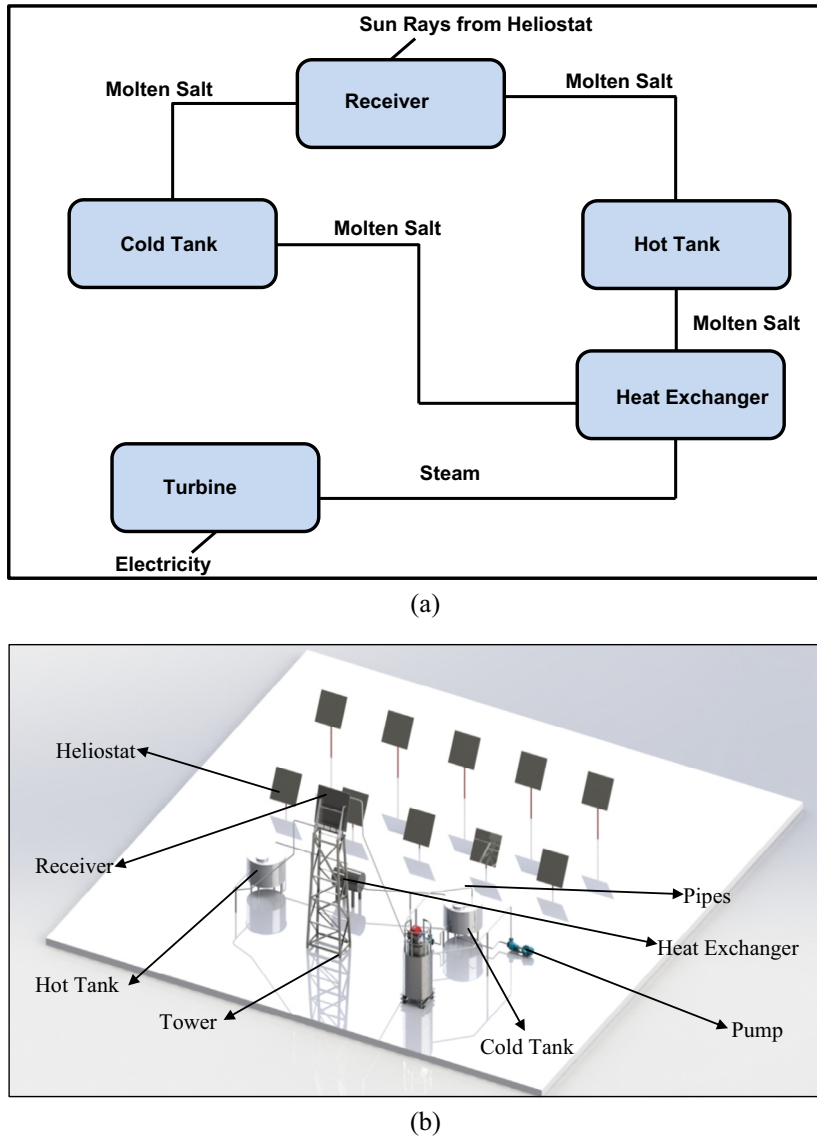 Sun Rays from Heliostat
Molten Salt
Receiver
Molten Salt
Cold Tank
Molten Salt
Hot Tank
Molten Salt
Heat Exchanger
Turbine
Steam
Electricity
(a)
Heliostat
Receiver
Pipes
Heat Exchanger
Hot Tank
Tower
Cold Tank
Pump
(b)